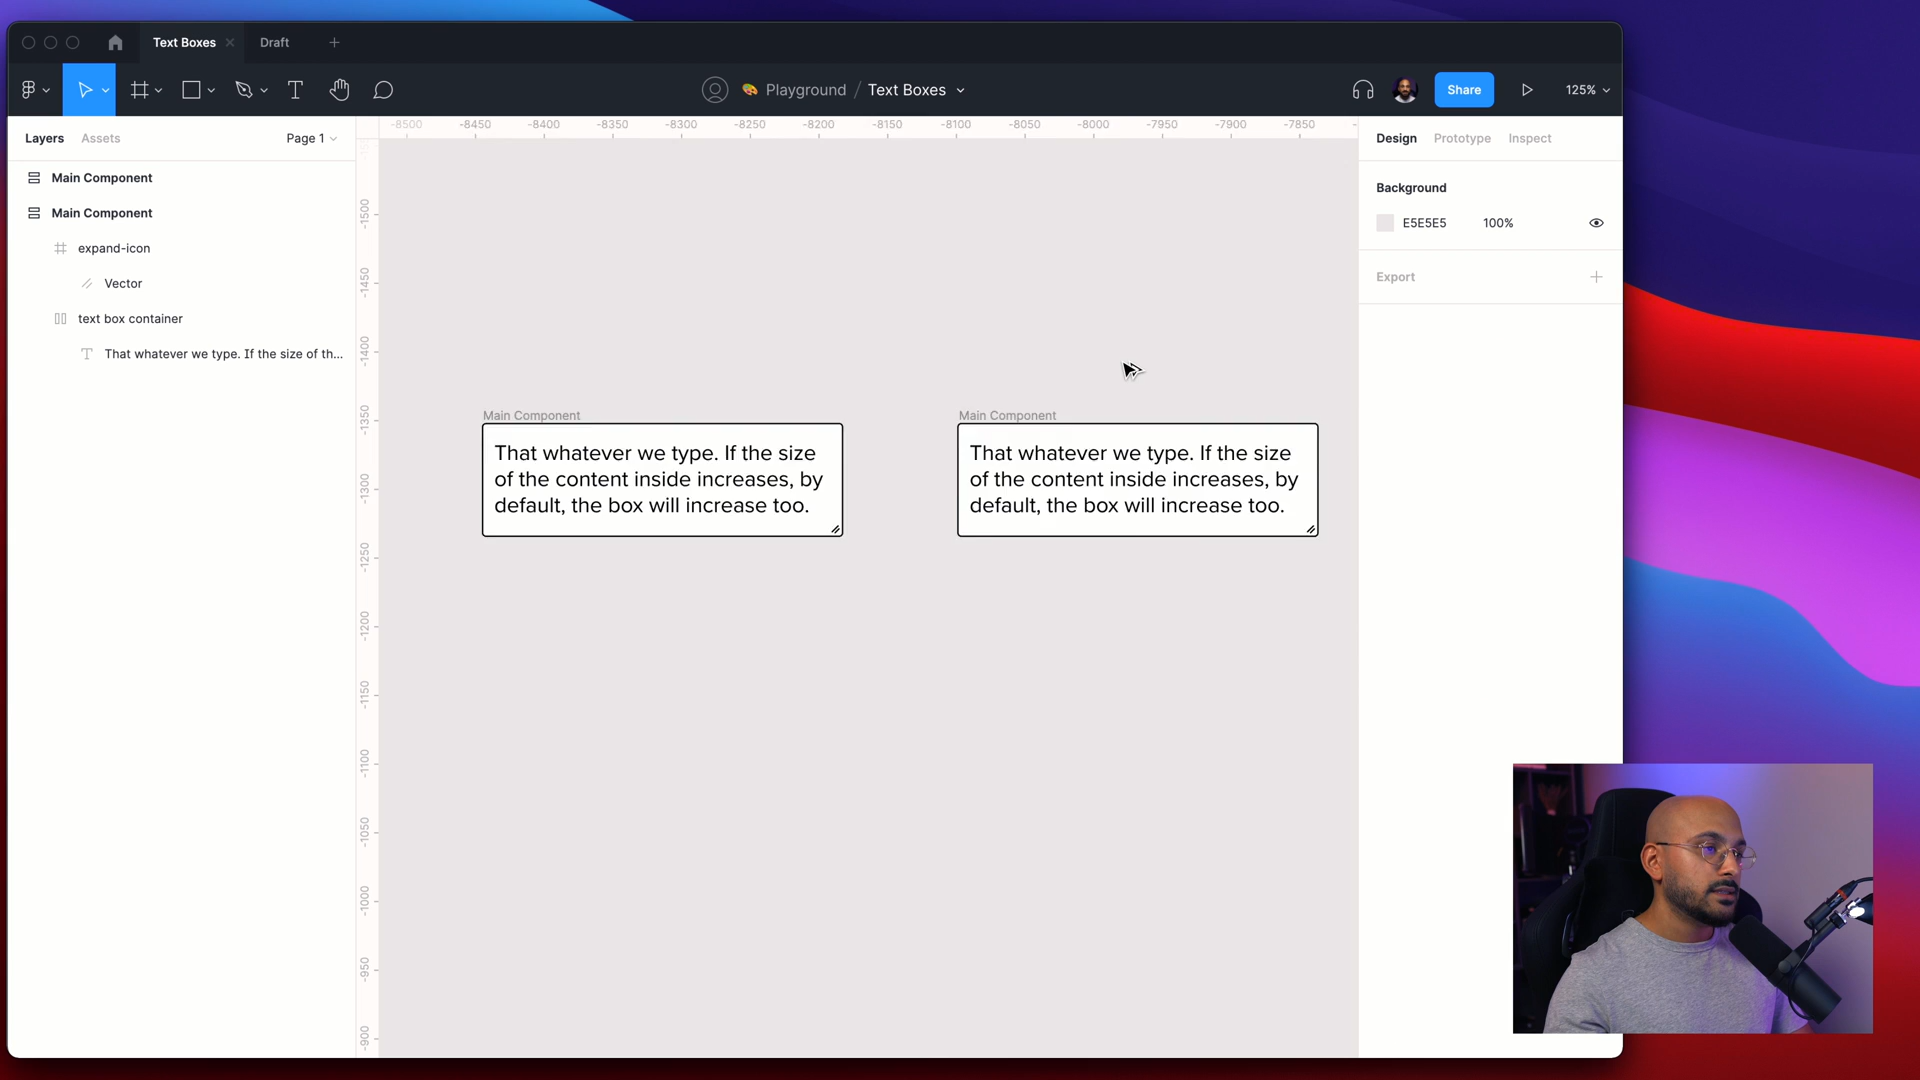 Text Boxes
Draft
Playground / Text Boxes
Share
125%
Layers
Assets
Page 1
-8500
-8450
-8400
-8350
-8300
-8250
-8200
-8150
-8100
-8050
-8000
-7950
-7900
-7850
Design
Prototype
Inspect
Main Component
Main Component
expand-icon
Vector
text box container
That whatever we type. If the size of th...
Background
E5E5E5
100%
Export
-1500
-1450
-1400
-1350
-1300
-1250
-1200
-1150
-1100
-1050
-1000
-950
-900
Main Component
That whatever we type. If the size
of the content inside increases, by
default, the box will increase too.
Main Component
That whatever we type. If the size
of the content inside increases, by
default, the box will increase too.